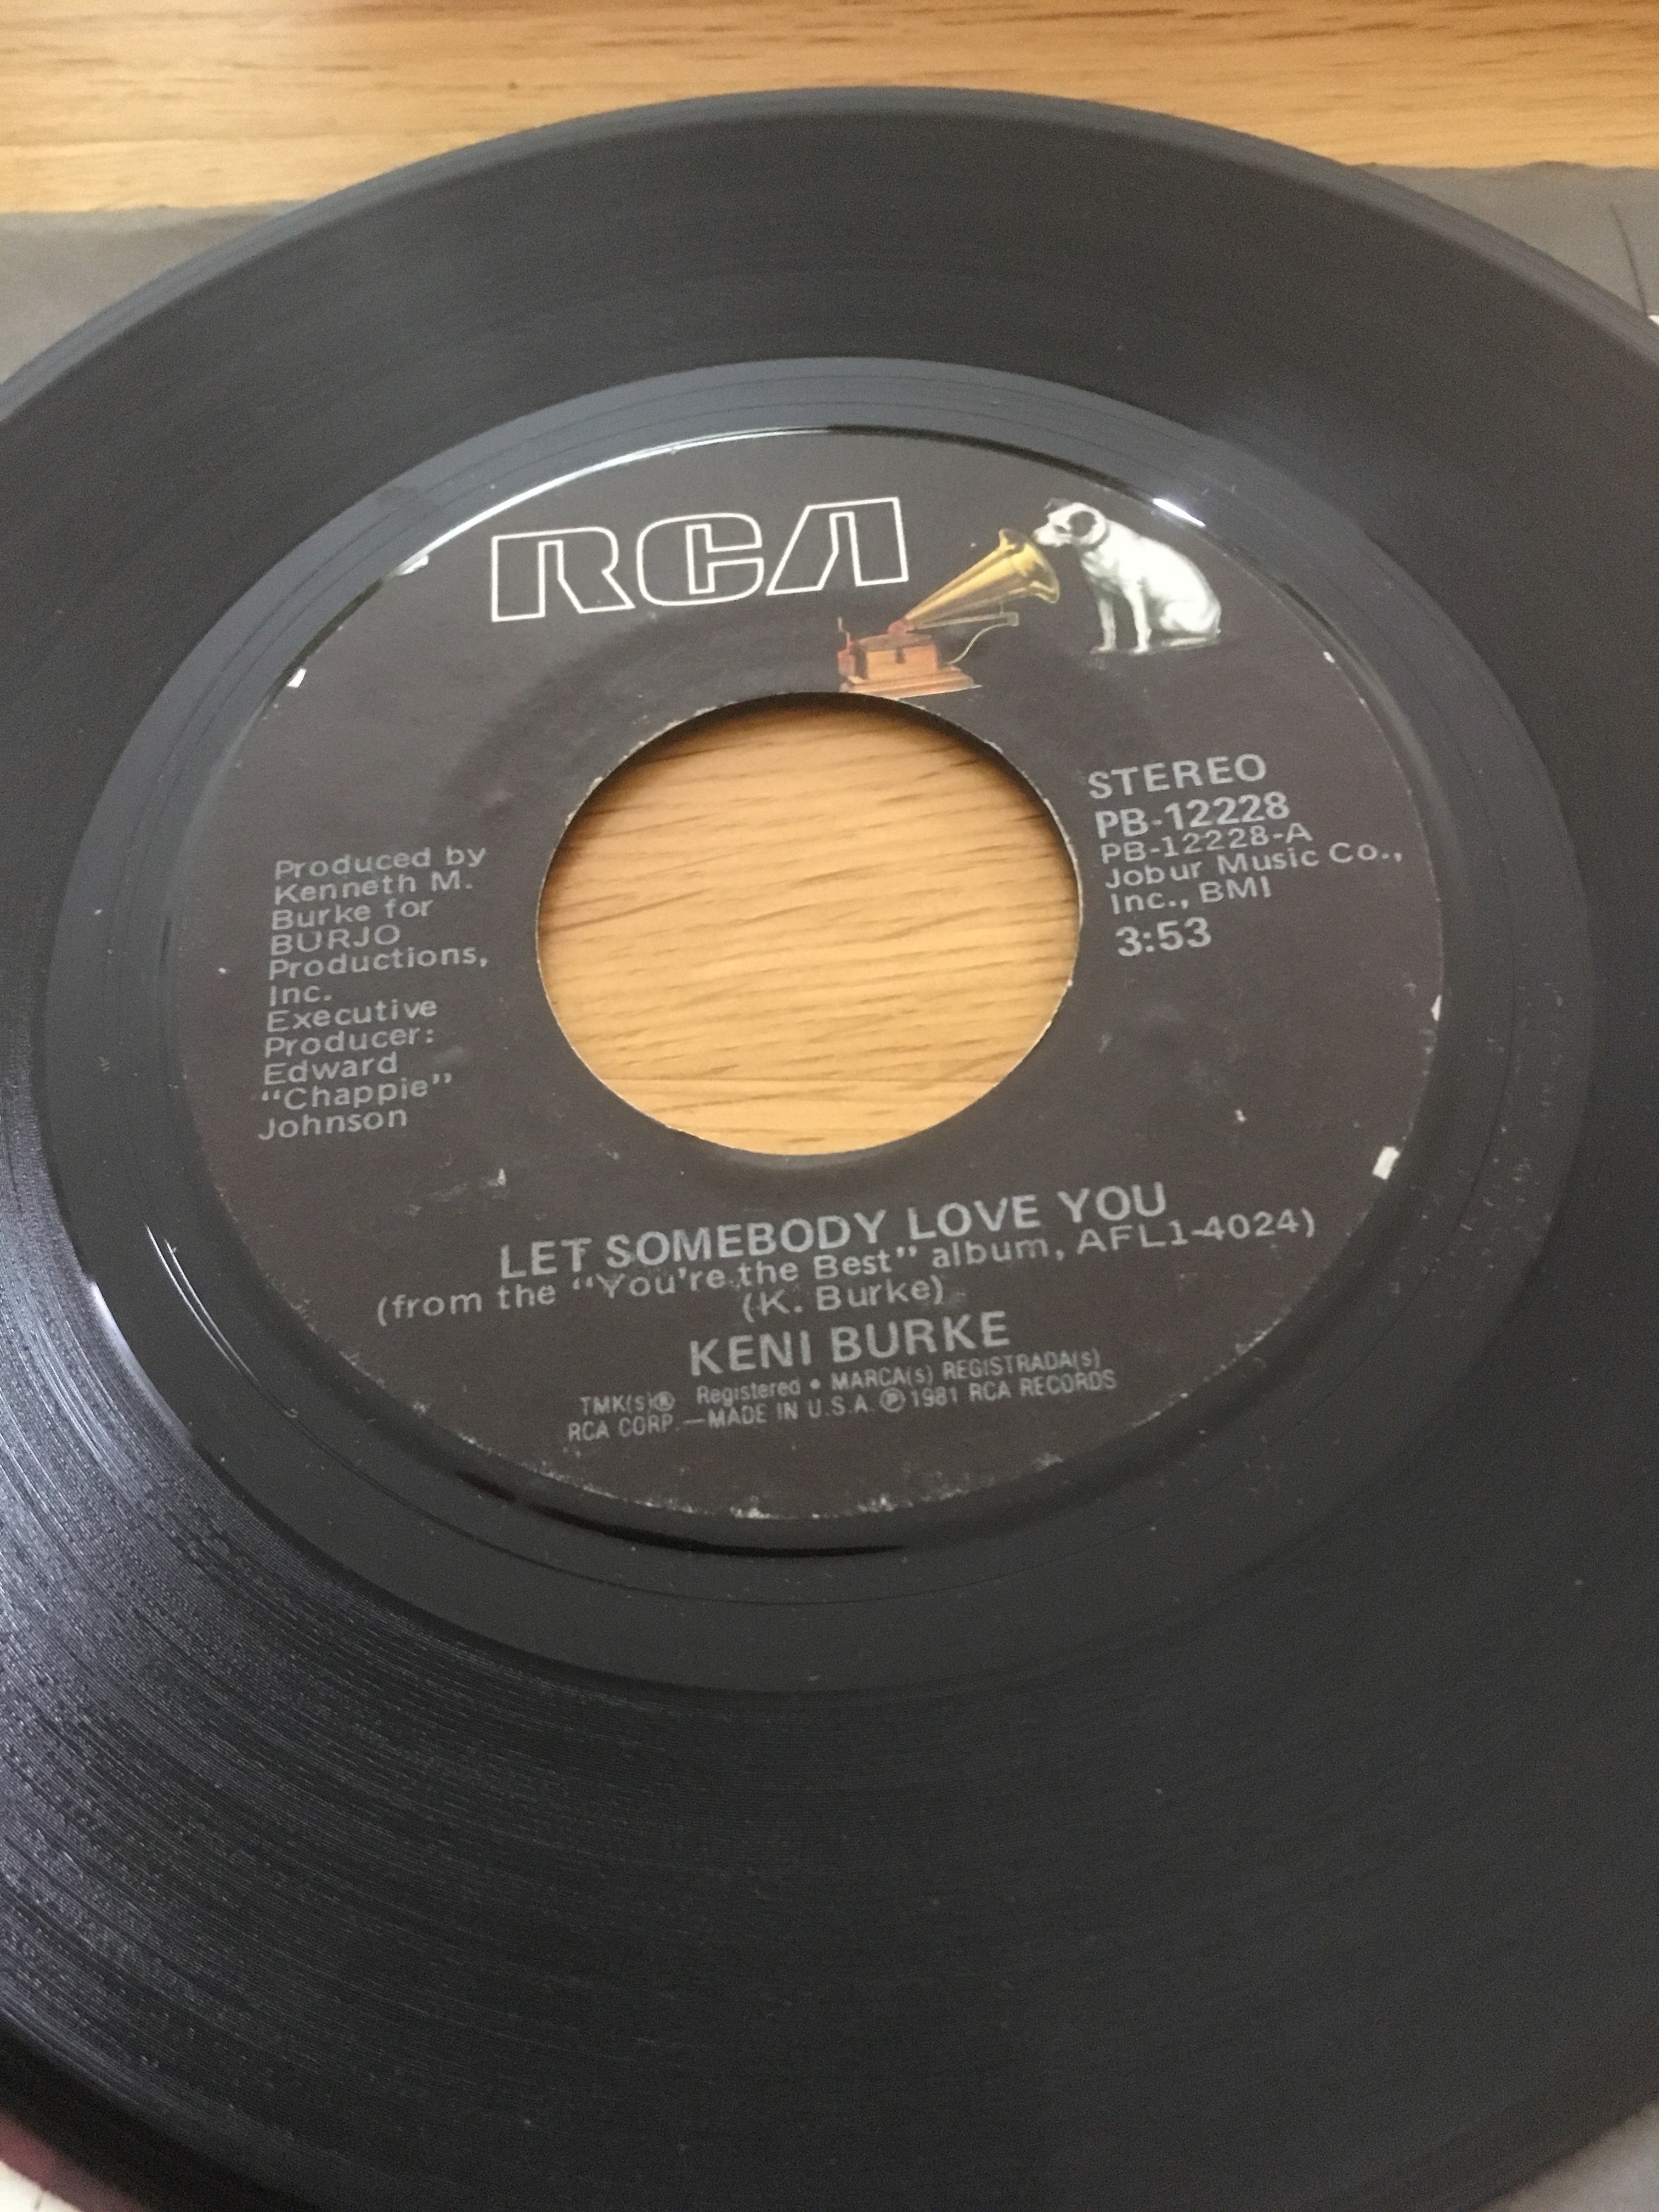 RCA
STEREO
PB-12228
PB-12228-A
Jobur Music Co.,
Inc., BMI
3:53
Produced by
Kenneth M.
Burke for
BURJO
Productions,
Inc.
Executive
Producer:
Edward
“Chappie”
Johnson
LET SOMEBODY LOVE YOU
(from the “You're the Best” album, AFL1-4024)
(K. Burke)
KENI BURKE
TMK(s)® Registered • MARCA(s) REGISTRADA(s)
RCA CORP.—MADE IN U.S.A. ℗ 1981 RCA RECORDS